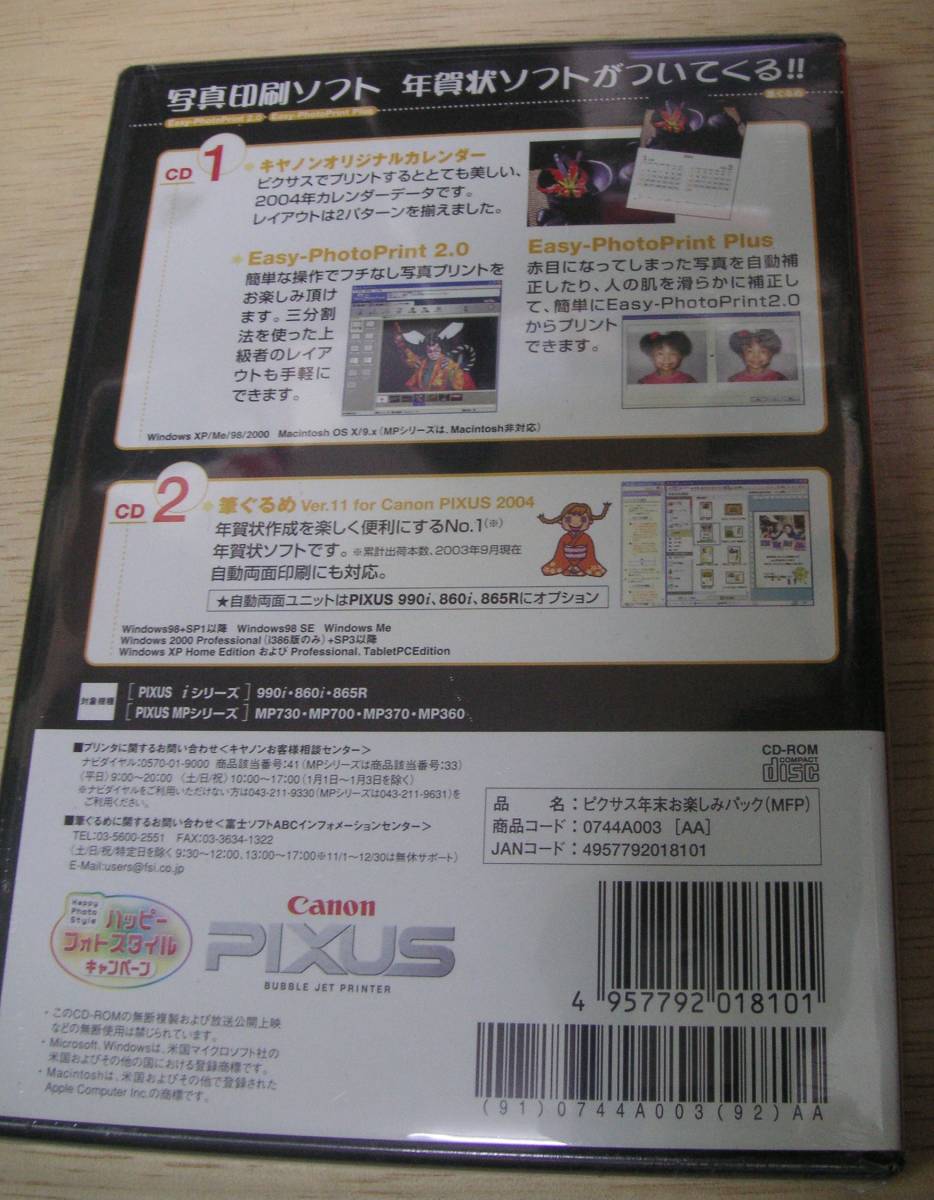 写真印刷ソフト 年賀状ソフトがついてくる!!
Easy-PhotoPrint 2.0 Easy-PhotoPrint Plus 筆ぐるめ
CD 1
キヤノンオリジナルカレンダー
ピクサスでプリントするととても美しい、
2004年カレンダーデータです。
レイアウトは2パターンを揃えました。
Easy-PhotoPrint 2.0
簡単な操作でフチなし写真プリントを
お楽しみ頂け
ます。三分割
法を使った上
級者のレイア
ウトも手軽に
できます。
Easy-PhotoPrint Plus
赤目になってしまった写真を自動補
正したり、人の肌を滑らかに補正し
て、簡単にEasy-PhotoPrint2.0
からプリント
できます。
Windows XP/Me/98/2000 Macintosh OS X/9.x (MPシリーズは、Macintosh非対応)
CD 2
筆ぐるめ Ver.11 for Canon PIXUS 2004
年賀状作成を楽しく便利にするNo.1(※)
年賀状ソフトです。※累計出荷本数、2003年9月現在
自動両面印刷にも対応。
★自動両面ユニットはPIXUS 990i、860i、865Rにオプション
Windows98+SP1以降 Windows98 SE Windows Me
Windows 2000 Professional (i386版のみ) +SP3以降
Windows XP Home Edition および Professional. TabletPCEdition
対象機種
[ PIXUS iシリーズ ] 990i・860i・865R
[ PIXUS MPシリーズ ] MP730・MP700・MP370・MP360
■プリンタに関するお問い合わせ<キヤノンお客様相談センター>
ナビダイヤル:0570-01-9000 商品該当番号:41(MPシリーズは商品該当番号:33)
(平日)9:00〜20:00 (土/日/祝)10:00〜17:00(1月1日〜1月3日を除く)
※ナビダイヤルをご利用いただけない方は043-211-9330(MPシリーズは043-211-9631)を
ご利用ください。
■筆ぐるめに関するお問い合わせ<富士ソフトABCインフォメーションセンター>
TEL:03-5600-2551 FAX:03-3634-1322
(土/日/祝/特定日を除く 9:30〜12:00、13:00〜17:00※11/1〜12/30は無休サポート)
E-Mail:users@fsi.co.jp
CD-ROM
COMPACT
disc
品 名:ピクサス年末お楽しみパック(MFP)
商品コード:0744A003 [AA]
JANコード:4957792018101
Happy
Photo
Style
ハッピー
フォトスタイル
キャンペーン
Canon
PIXUS
BUBBLE JET PRINTER
4 957792 018101
・このCD-ROMの無断複製および放送公開上映
などの無断使用は禁じられています。
・Microsoft、Windowsは、米国マイクロソフト社の
米国およびその他の国における登録商標です。
・Macintoshは、米国およびその他で登録された
Apple Computer Inc.の商標です。
(91)0744A003(92)AA